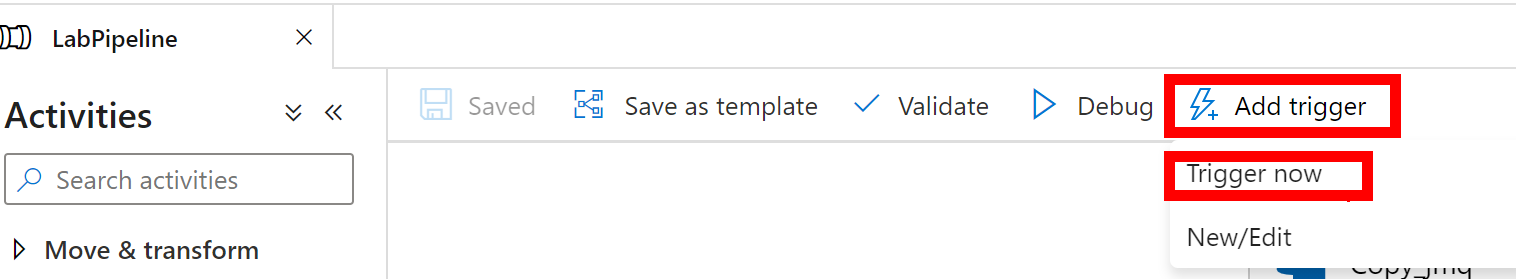 LabPipeline
Activities
Saved
Save as template
Validate
Debug
Add trigger
Search activities
Trigger now
Move & transform
New/Edit